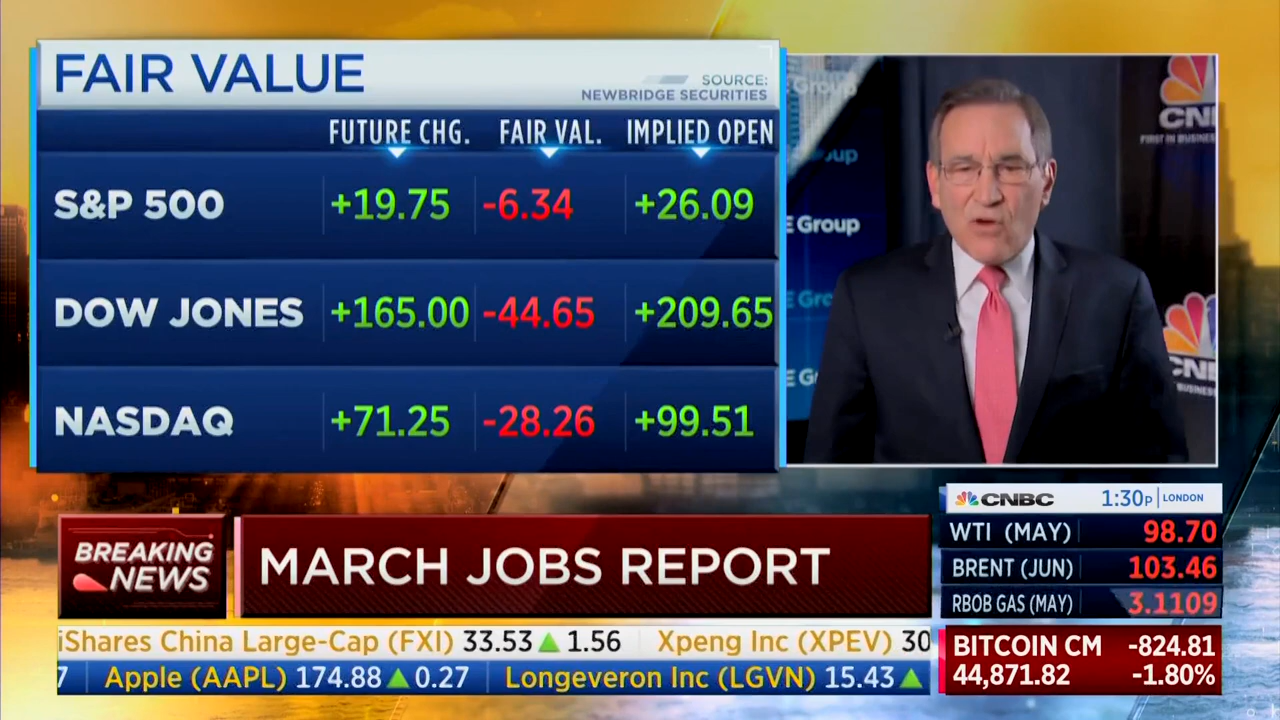 FAIR VALUE
SOURCE:
NEWBRIDGE SECURITIES
FUTURE CHG. FAIR VAL. IMPLIED OPEN
S&P 500 +19.75 -6.34 +26.09
DOW JONES +165.00 -44.65 +209.65
NASDAQ +71.25 -28.26 +99.51
Group
Group
CNBC
1:30P LONDON
WTI (MAY) 98.70
BRENT (JUN) 103.46
RBOB GAS (MAY) 3.1109
BREAKING
NEWS
MARCH JOBS REPORT
iShares China Large-Cap (FXI) 33.53 ▲ 1.56 Xpeng Inc (XPEV) 30
7 Apple (AAPL) 174.88 ▲ 0.27 Longeveron Inc (LGVN) 15.43 ▲
BITCOIN CM -824.81
44,871.82 -1.80%